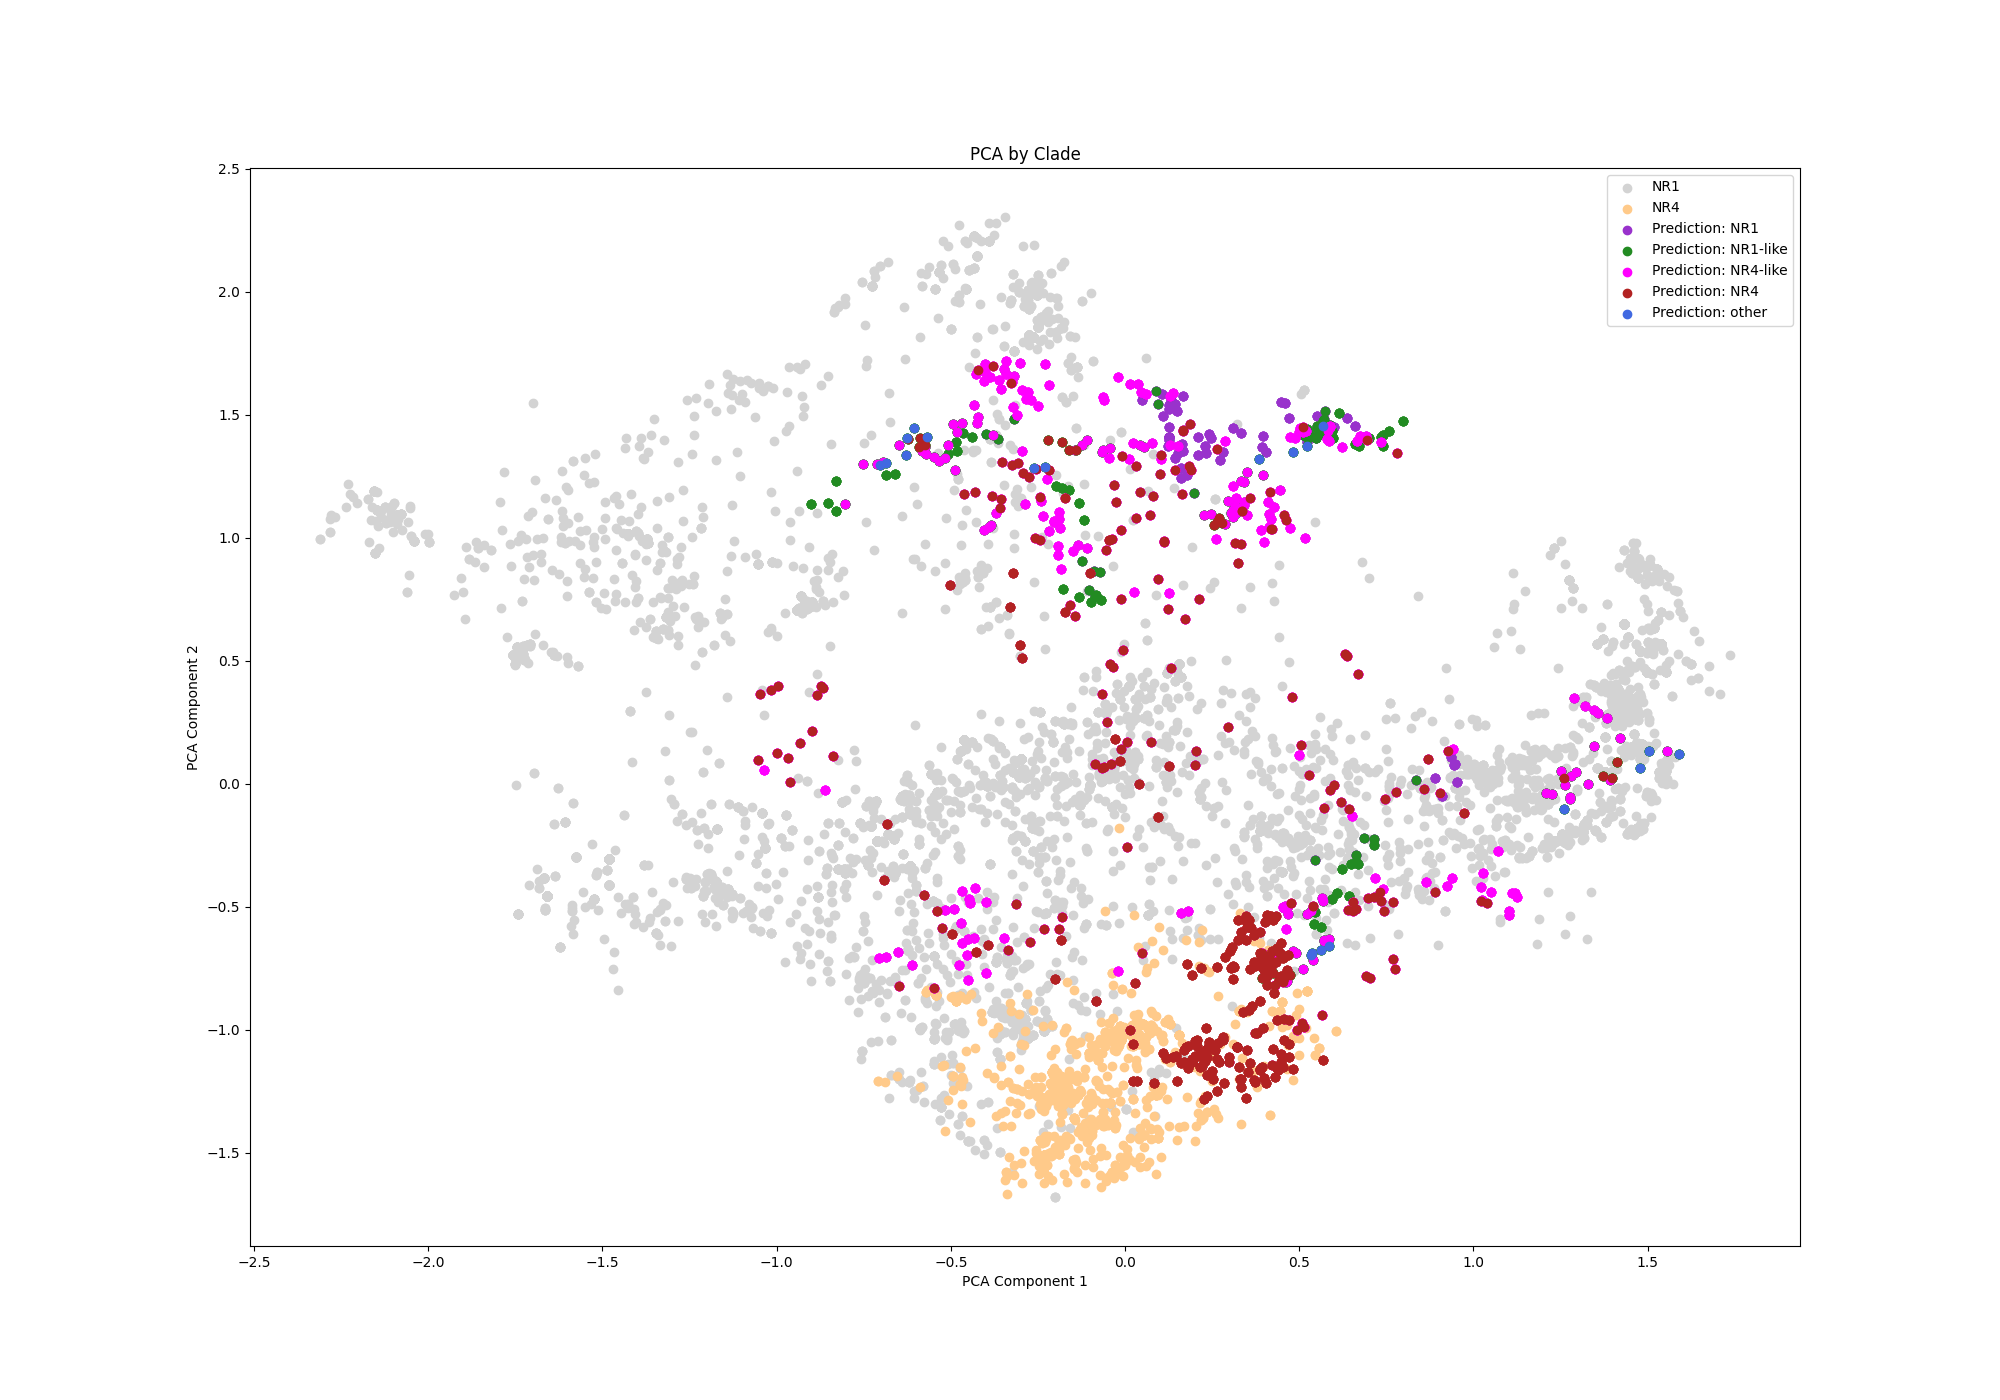 PCA by Clade
NR1
NR4
Prediction: NR1
Prediction: NR1-like
Prediction: NR4-like
Prediction: NR4
Prediction: other
PCA Component 2
2.5
2.0
1.5
1.0
0.5
0.0
−0.5
−1.0
−1.5
−2.5
−2.0
−1.5
−1.0
−0.5
0.0
0.5
1.0
1.5
PCA Component 1